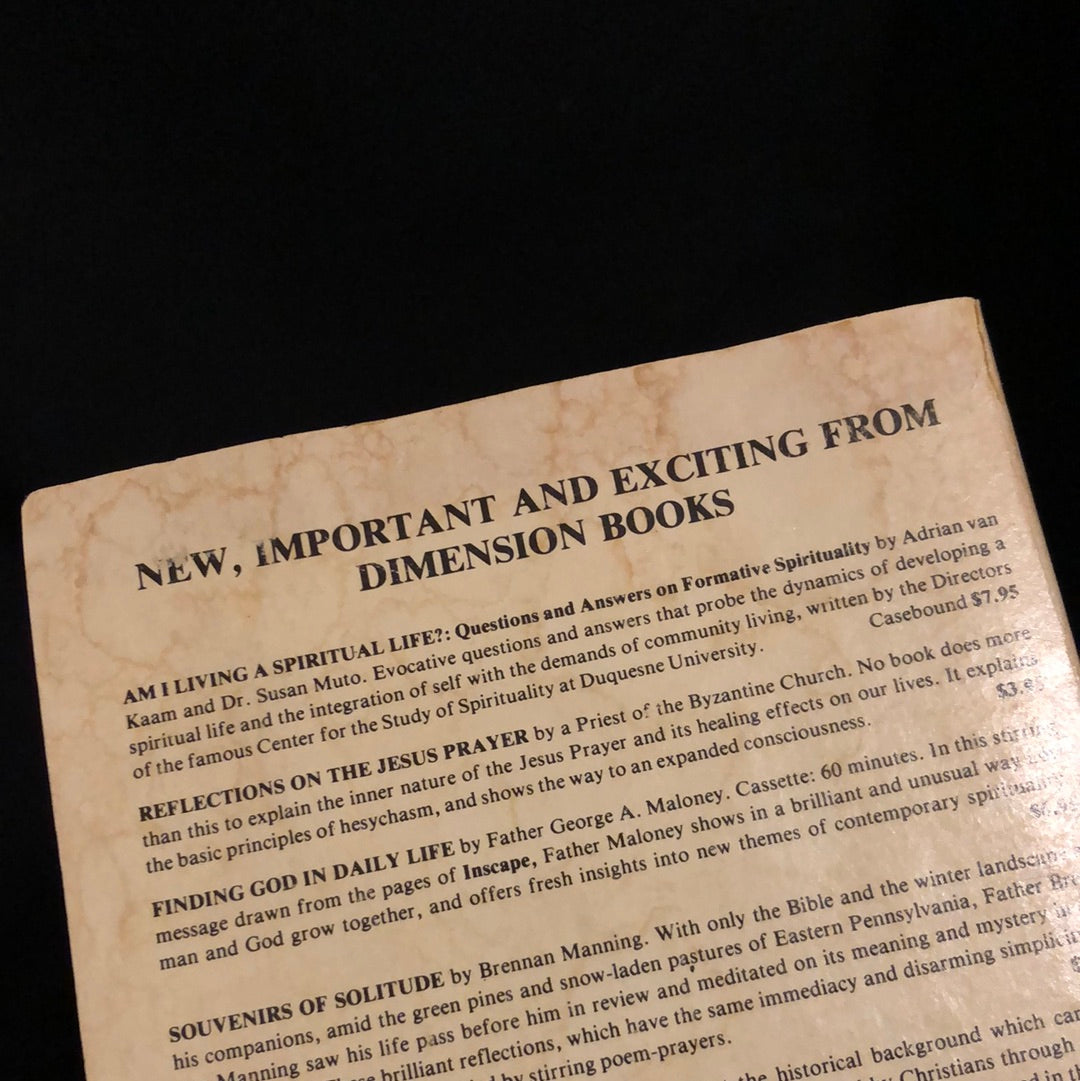 NEW, IMPORTANT AND EXCITING FROM
DIMENSION BOOKS
AM I LIVING A SPIRITUAL LIFE?: Questions and Answers on Formative Spirituality by Adrian van
Kaam and Dr. Susan Muto. Evocative questions and answers that probe the dynamics of developing a
spiritual life and the integration of self with the demands of community living, written by the Directors
of the famous Center for the Study of Spirituality at Duquesne University.
Casebound $7.95
REFLECTIONS ON THE JESUS PRAYER by a Priest of the Byzantine Church. No book does more
than this to explain the inner nature of the Jesus Prayer and its healing effects on our lives. It explains
the basic principles of hesychasm, and shows the way to an expanded consciousness.
$3.95
FINDING GOD IN DAILY LIFE by Father George A. Maloney. Cassette: 60 minutes. In this
message drawn from the pages of Inscape, Father Maloney shows in a brilliant and unusual way
man and God grow together, and offers fresh insights into new themes of contemporary
SOUVENIRS OF SOLITUDE by Brennan Manning. With only the Bible and the winter
his companions, amid the green pines and snow-laden pastures of Eastern Pennsylvania, Father
Manning saw his life pass before him in review and meditated on its meaning and mystery
brilliant reflections, which have the same immediacy and disarming
by stirring poem-prayers.
the historical background which
by Christians through